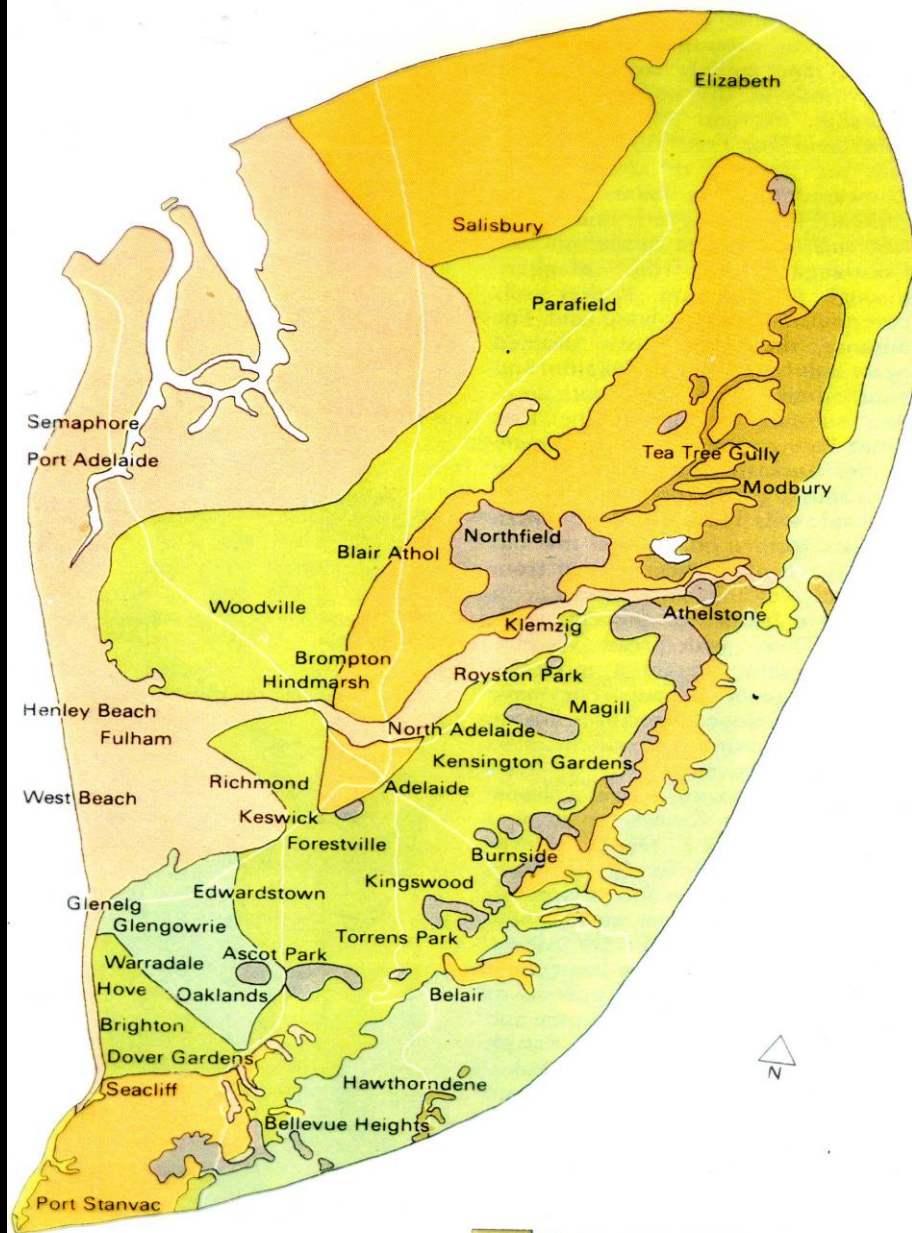 Elizabeth
Salisbury
Parafield
Semaphore
Port Adelaide
Tea Tree Gully
Modbury
Northfield
Blair Athol
Woodville
Athelstone
Klemzig
Brompton
Hindmarsh
Royston Park
Henley Beach
Magill
North Adelaide
Fulham
Kensington Gardens
Richmond
Adelaide
West Beach
Keswick
Forestville
Burnside
Kingswood
Edwardstown
Glenelg
Glengowrie
Torrens Park
Ascot Park
Warradale
Hove
Oaklands
Belair
Brighton
Dover Gardens
Hawthorndene
Seacliff
Bellevue Heights
Port Stanvac
N